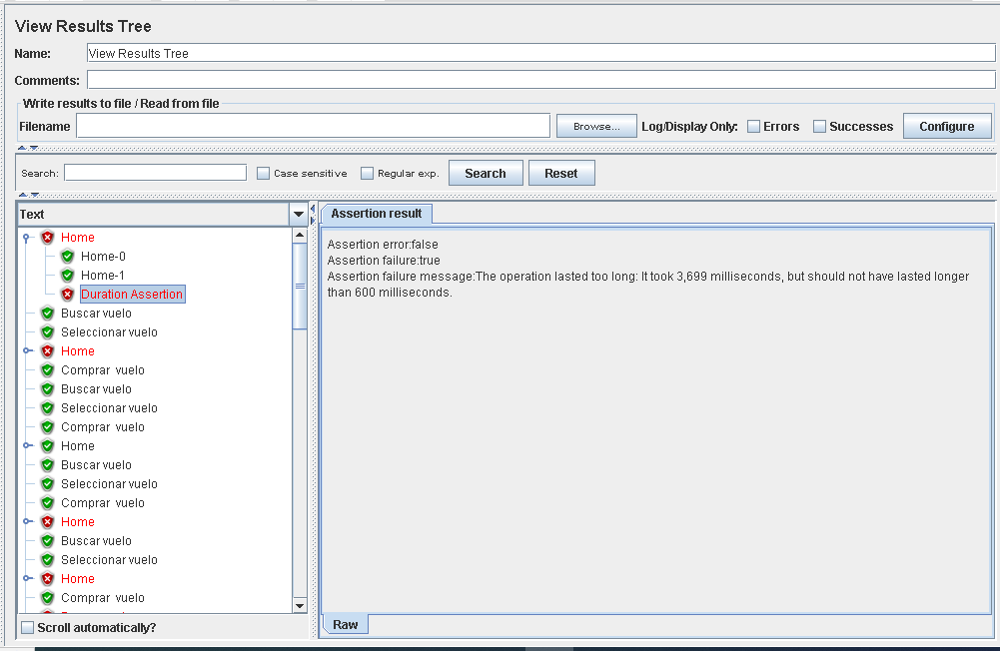 View Results Tree
Name: View Results Tree
Comments:
Write results to file / Read from file
Filename Browse... Log/Display Only: Errors Successes Configure
Search: Case sensitive Regular exp. Search Reset
Text
Home
Home-0
Home-1
Duration Assertion
Buscar vuelo
Seleccionar vuelo
Home
Comprar vuelo
Buscar vuelo
Seleccionar vuelo
Comprar vuelo
Home
Buscar vuelo
Seleccionar vuelo
Comprar vuelo
Home
Buscar vuelo
Seleccionar vuelo
Home
Comprar vuelo
Scroll automatically?
Assertion result
Assertion error:false
Assertion failure:true
Assertion failure message:The operation lasted too long: It took 3,699 milliseconds, but should not have lasted longer
than 600 milliseconds.
Raw